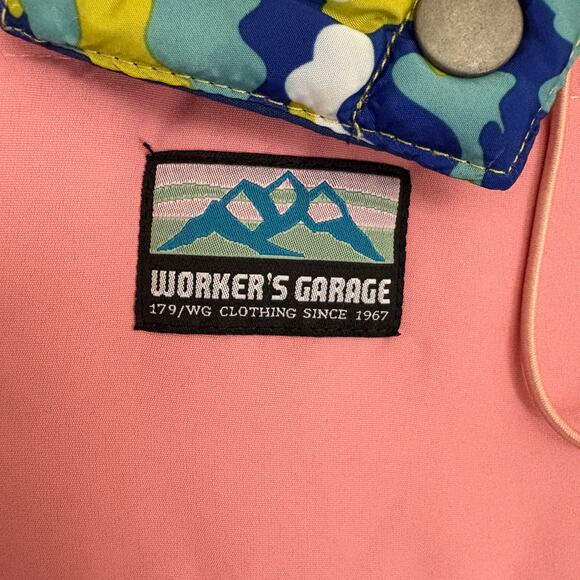 WORKER'S GARAGE
179/WG CLOTHING SINCE 1967